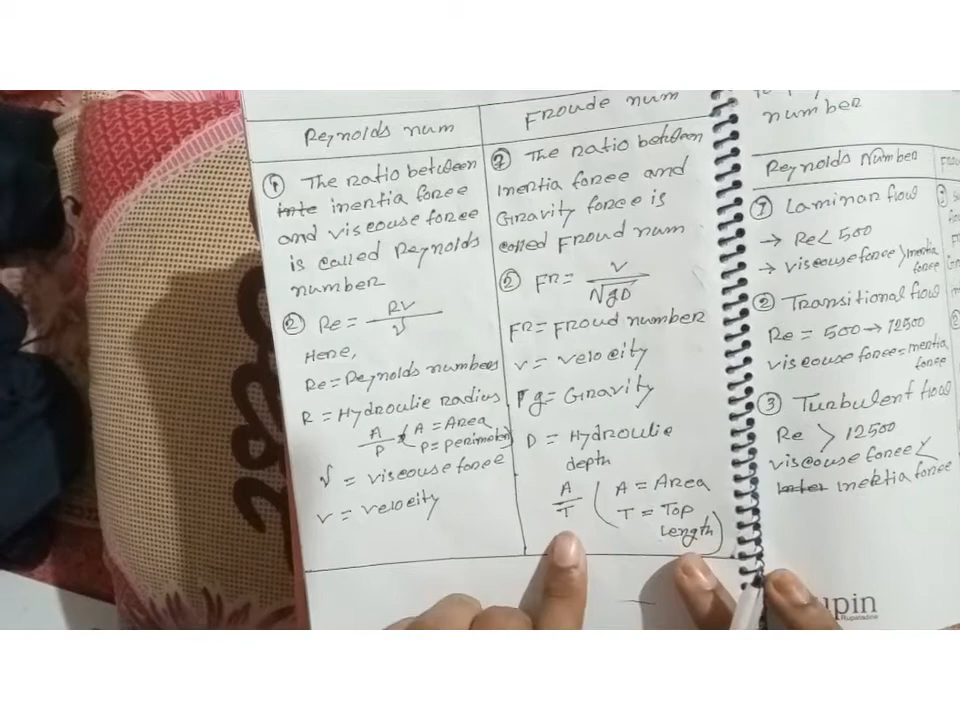 Reynolds num
① The ratio between
inte inertia force
and viscouse force
is called Reynolds
number
② Re = RV/√
Here,
Re = Reynolds numbers
R = Hydroulic radius
A/P (A = Area
P = perimeter)
√ = viscouse force
v = velocity
Froude num
① The ratio between
inertia force and
Gravity force is
called Froud num
② FR = v/√gD
FR = Froud number
v = velocity
g = Gravity
D = Hydroulic
depth
A/T (A = Area
T = Top
Length)
number
Reynolds Number
① Laminar flow
→ Re < 500
→ viscouse force > inertia
force
② Transitional flow
Re = 500 → 12500
viscouse force = inertia
force
③ Turbulent flow
Re > 12500
viscouse force <
Inertia force
upin
Rupatadine